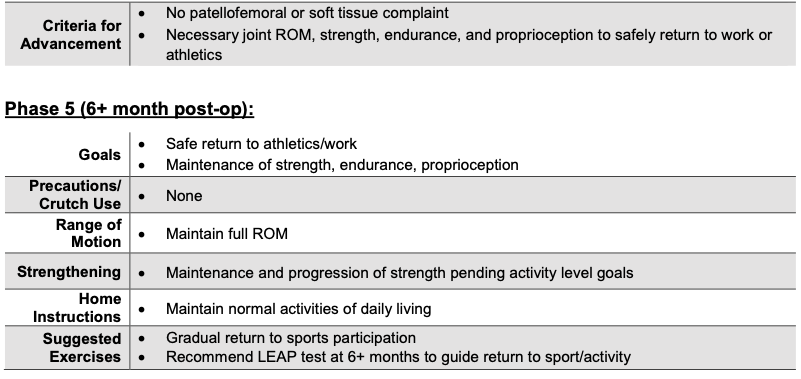 Criteria for Advancement
• No patellofemoral or soft tissue complaint
• Necessary joint ROM, strength, endurance, and proprioception to safely return to work or
athletics
Phase 5 (6+ month post-op):
Goals
• Safe return to athletics/work
• Maintenance of strength, endurance, proprioception
Precautions/
Crutch Use
• None
Range of
Motion
• Maintain full ROM
Strengthening
• Maintenance and progression of strength pending activity level goals
Home
Instructions
• Maintain normal activities of daily living
Suggested
Exercises
• Gradual return to sports participation
• Recommend LEAP test at 6+ months to guide return to sport/activity